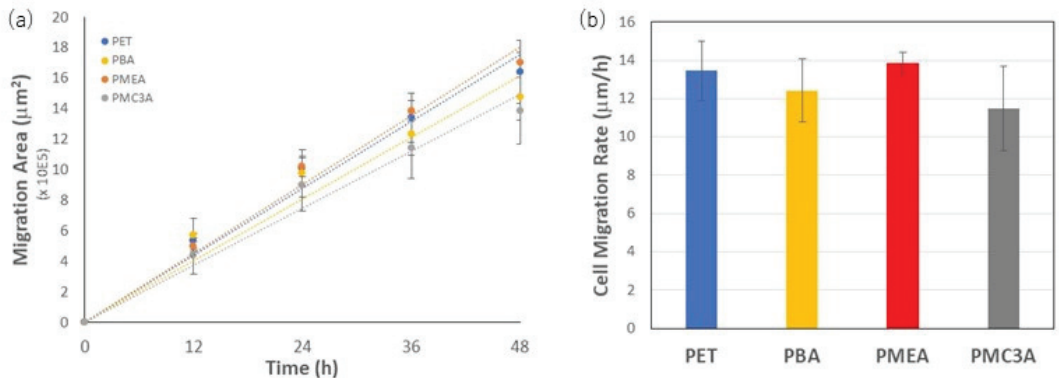 (a)
20
18
16
14
12
10
8
6
4
2
0
Migration Area (μm²)
(x 10E5)
PET
PBA
PMEA
PMC3A
0 12 24 36 48
Time (h)
(b)
16
14
12
10
8
6
4
2
0
Cell Migration Rate (μm/h)
PET PBA PMEA PMC3A